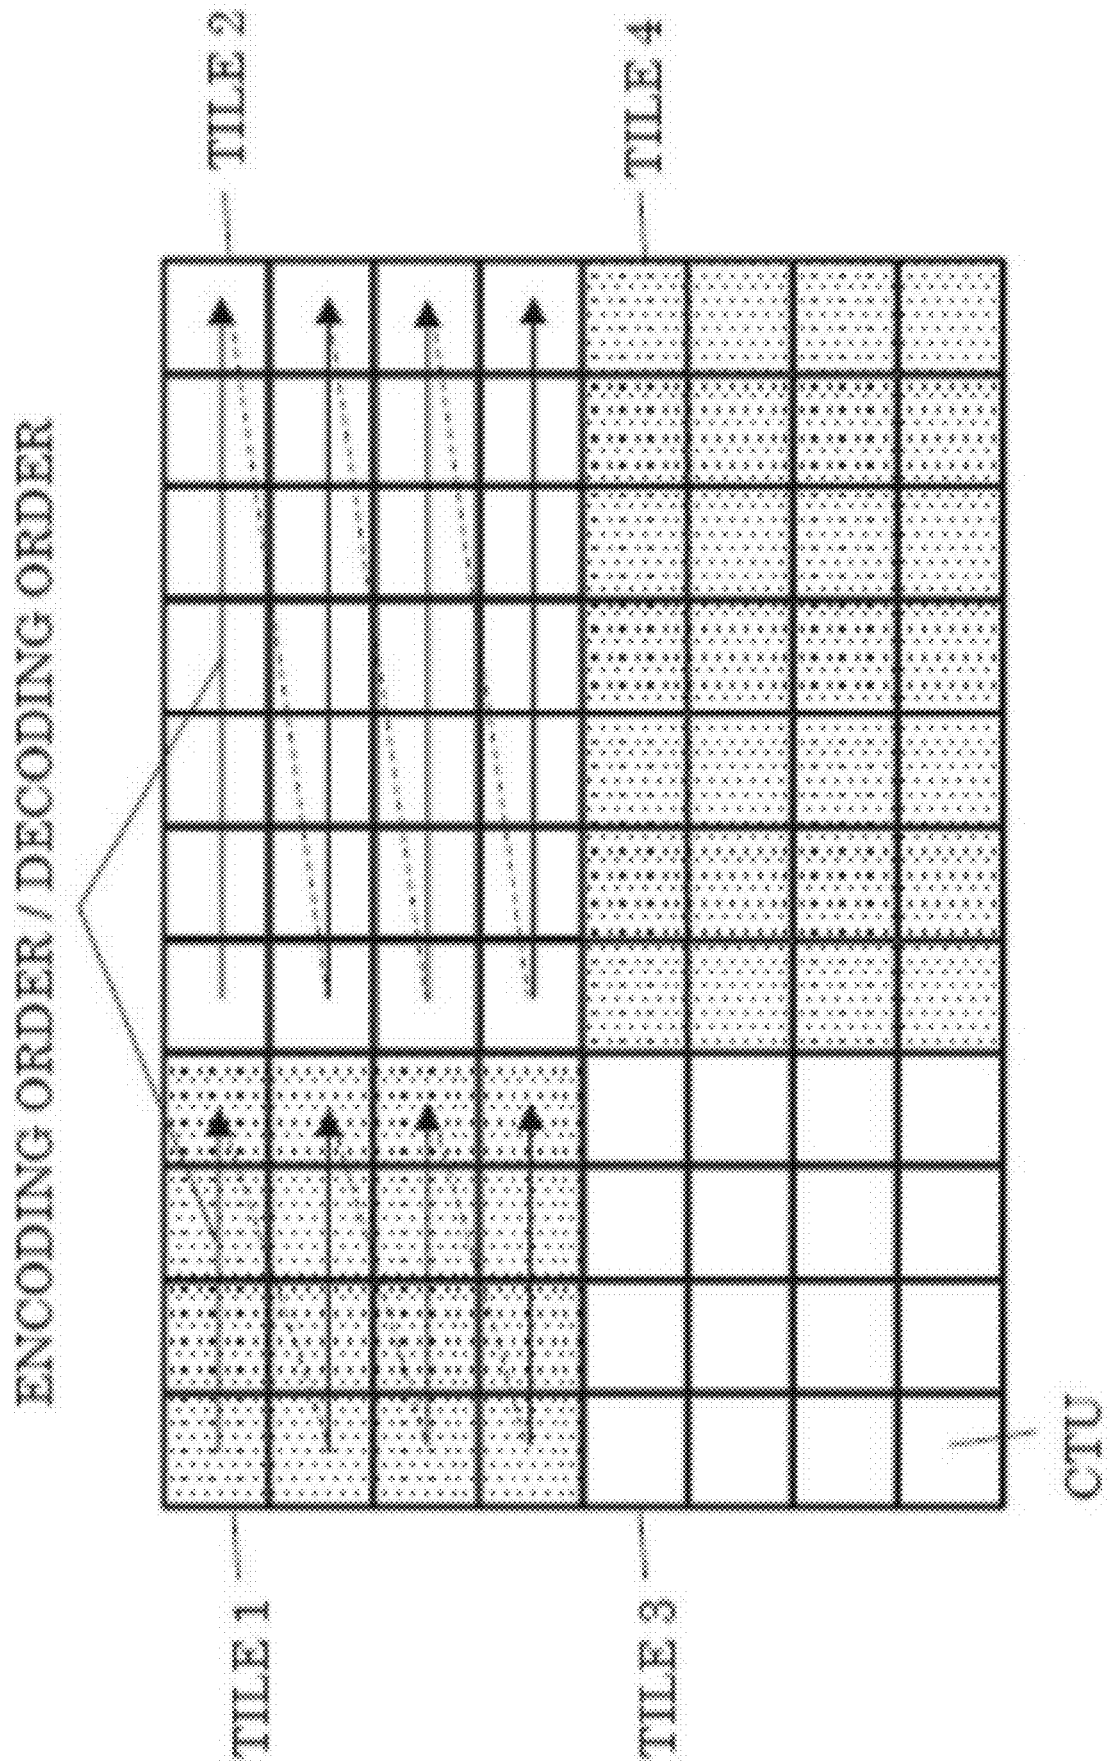 ENCODING ORDER / DECODING ORDER
TILE 1
TILE 2
TILE 3
TILE 4
CTU